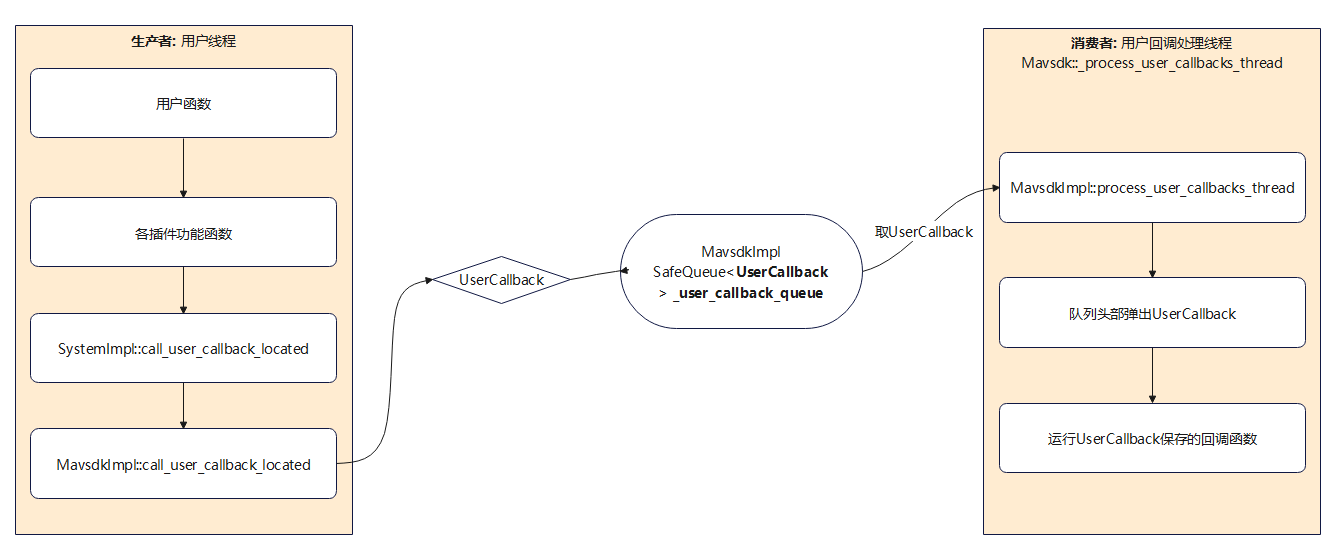 生产者: 用户线程
用户函数
各插件功能函数
SystemImpl::call_user_callback_located
MavsdkImpl::call_user_callback_located
UserCallback
MavsdkImpl
SafeQueue<UserCallback
> _user_callback_queue
取UserCallback
消费者: 用户回调处理线程
Mavsdk::_process_user_callbacks_thread
MavsdkImpl::process_user_callbacks_thread
队列头部弹出UserCallback
运行UserCallback保存的回调函数